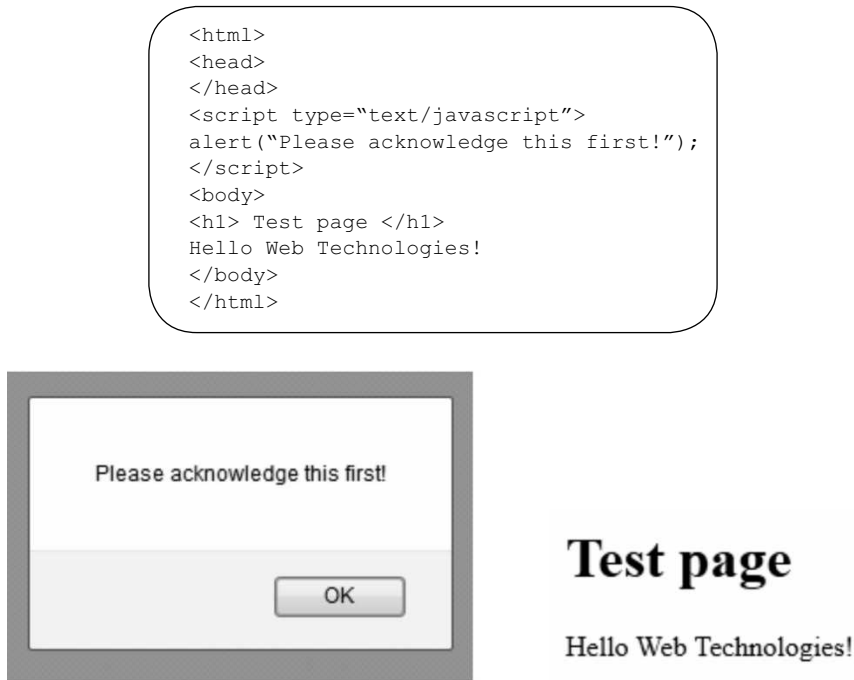 <html>
<head>
</head>
<script type=“text/javascript”>
alert(“Please acknowledge this first!”);
</script>
<body>
<h1> Test page </h1>
Hello Web Technologies!
</body>
</html>
Please acknowledge this first!
OK
Test page
Hello Web Technologies!